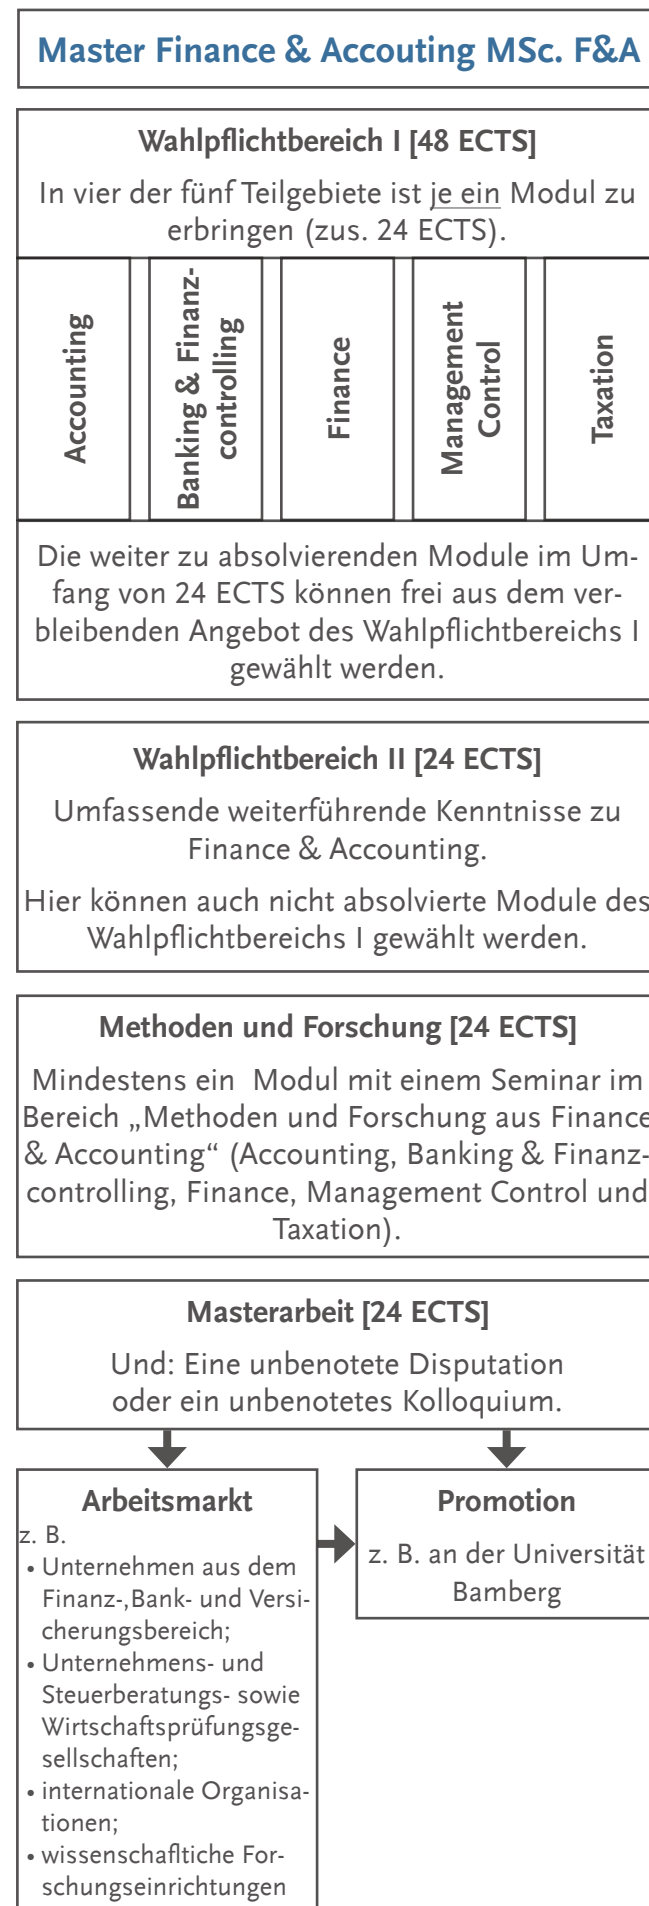 Master Finance & Accouting MSc. F&A
Wahlpflichtbereich I [48 ECTS]
In vier der fünf Teilgebiete ist je ein Modul zu
erbringen (zus. 24 ECTS).
Accounting
Banking & Finanz-
controlling
Finance
Management
Control
Taxation
Die weiter zu absolvierenden Module im Um-
fang von 24 ECTS können frei aus dem ver-
bleibenden Angebot des Wahlpflichtbereichs I
gewählt werden.
Wahlpflichtbereich II [24 ECTS]
Umfassende weiterführende Kenntnisse zu
Finance & Accounting.
Hier können auch nicht absolvierte Module des
Wahlpflichtbereichs I gewählt werden.
Methoden und Forschung [24 ECTS]
Mindestens ein  Modul mit einem Seminar im
Bereich „Methoden und Forschung aus Finance
& Accounting“ (Accounting, Banking & Finanz-
controlling, Finance, Management Control und
Taxation).
Masterarbeit [24 ECTS]
Und: Eine unbenotete Disputation
oder ein unbenotetes Kolloquium.
Arbeitsmarkt
z. B.
• Unternehmen aus dem
Finanz-,Bank- und Versi-
cherungsbereich;
• Unternehmens- und
Steuerberatungs- sowie
Wirtschaftsprüfungsge-
sellschaften;
• internationale Organisa-
tionen;
• wissenschafltiche For-
schungseinrichtungen
Promotion
z. B. an der Universität
Bamberg